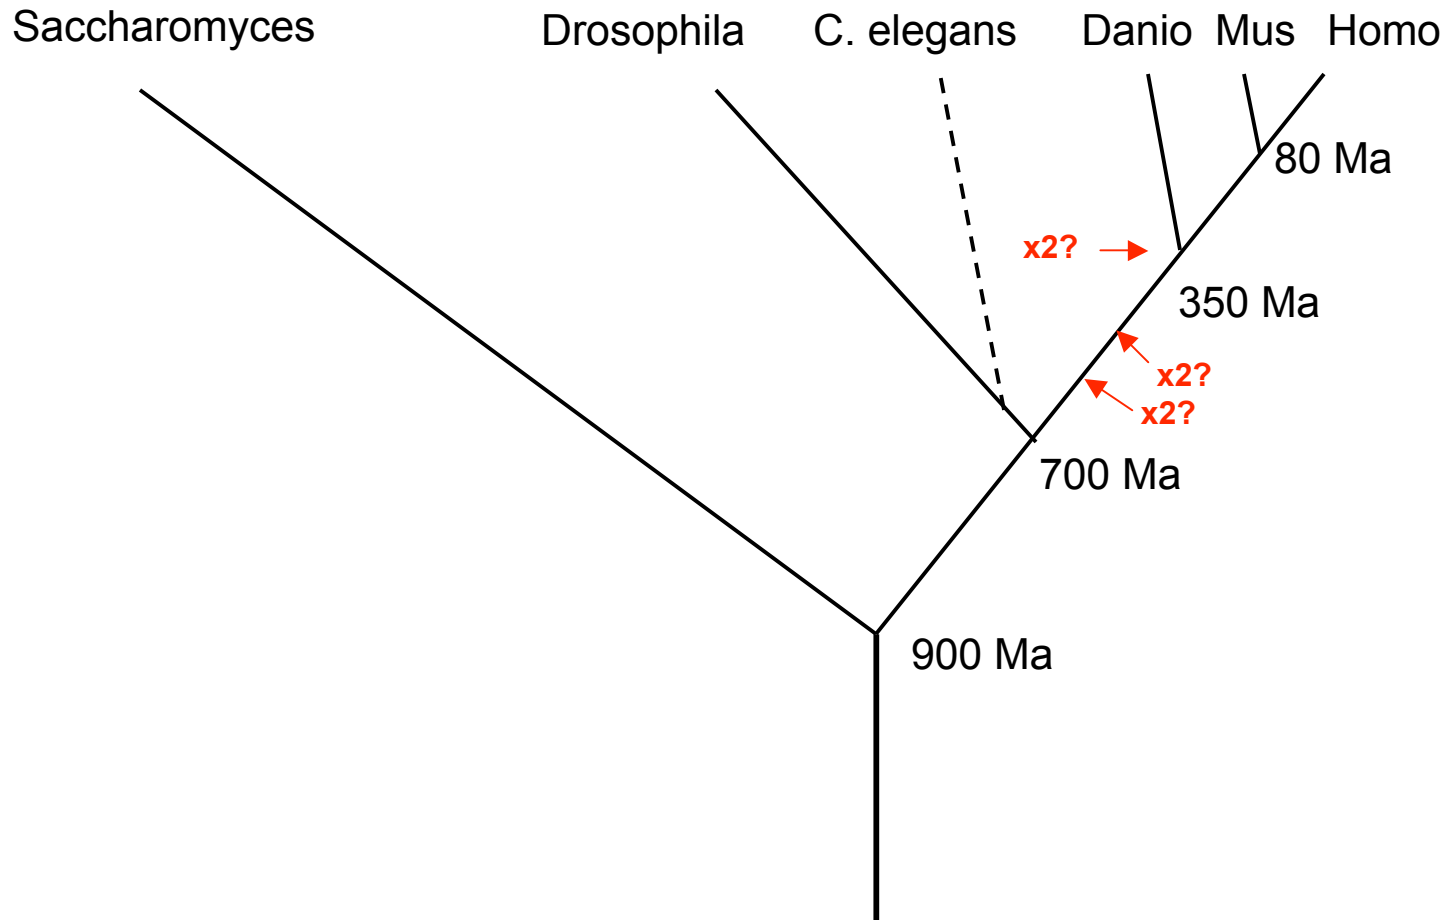 Saccharomyces
Drosophila
C. elegans
Danio
Mus
Homo
80 Ma
x2?
350 Ma
x2?
x2?
700 Ma
900 Ma